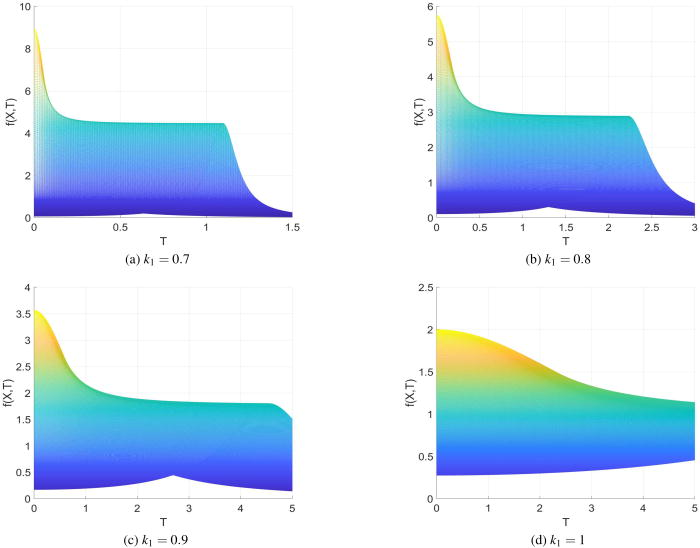 10
8
6
4
2
0
f(X,T)
0 0.5 1 1.5
T
(a) k₁ = 0.7
6
5
4
3
2
1
0
f(X,T)
0 0.5 1 1.5 2 2.5 3
T
(b) k₁ = 0.8
4
3.5
3
2.5
2
1.5
1
0.5
0
f(X,T)
0 1 2 3 4 5
T
(c) k₁ = 0.9
2.5
2
1.5
1
0.5
0
f(X,T)
0 1 2 3 4 5
T
(d) k₁ = 1